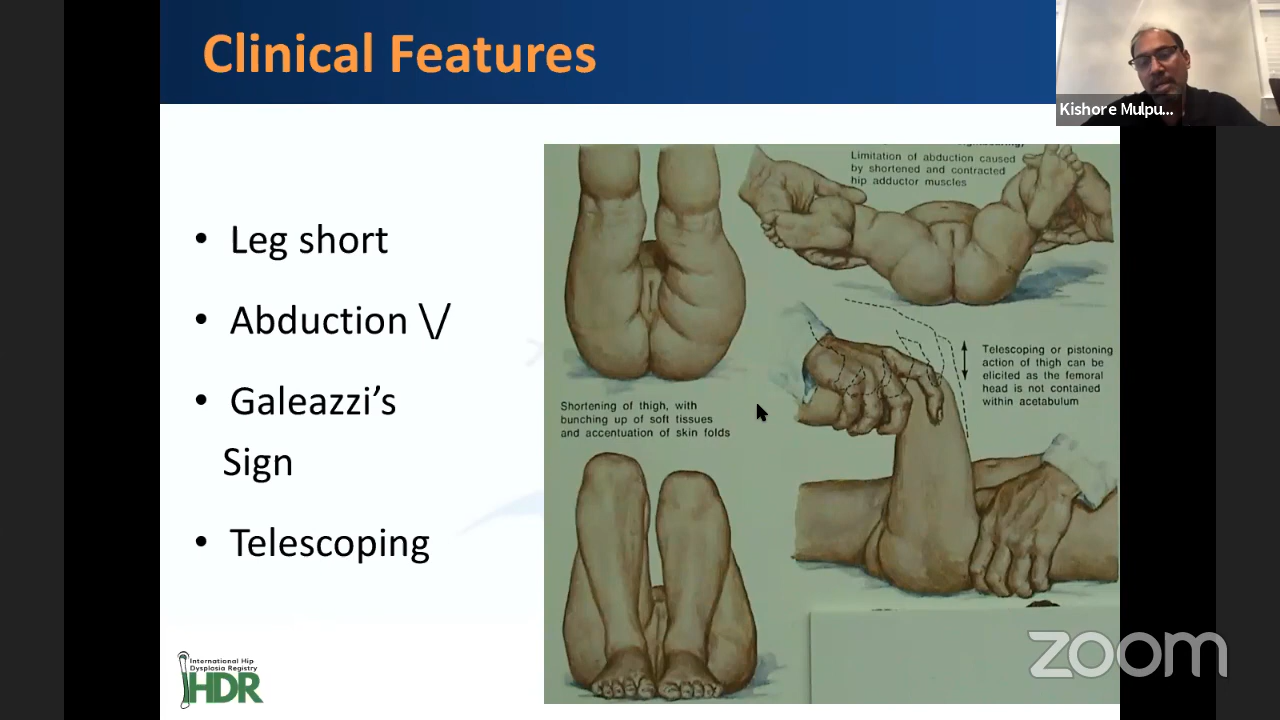 Clinical Features
Kishore Mulpu...
• Leg short
• Abduction \/
• Galeazzi’s
Sign
• Telescoping
Limitation of abduction caused
by shortened and contracted
hip adductor muscles
Telescoping or pistoning
action of thigh can be
elicited as the femoral
head is not contained
within acetabulum
Shortening of thigh, with
bunching up of soft tissues
and accentuation of skin folds
International Hip
Dysplasia Registry
IHDR
zoom